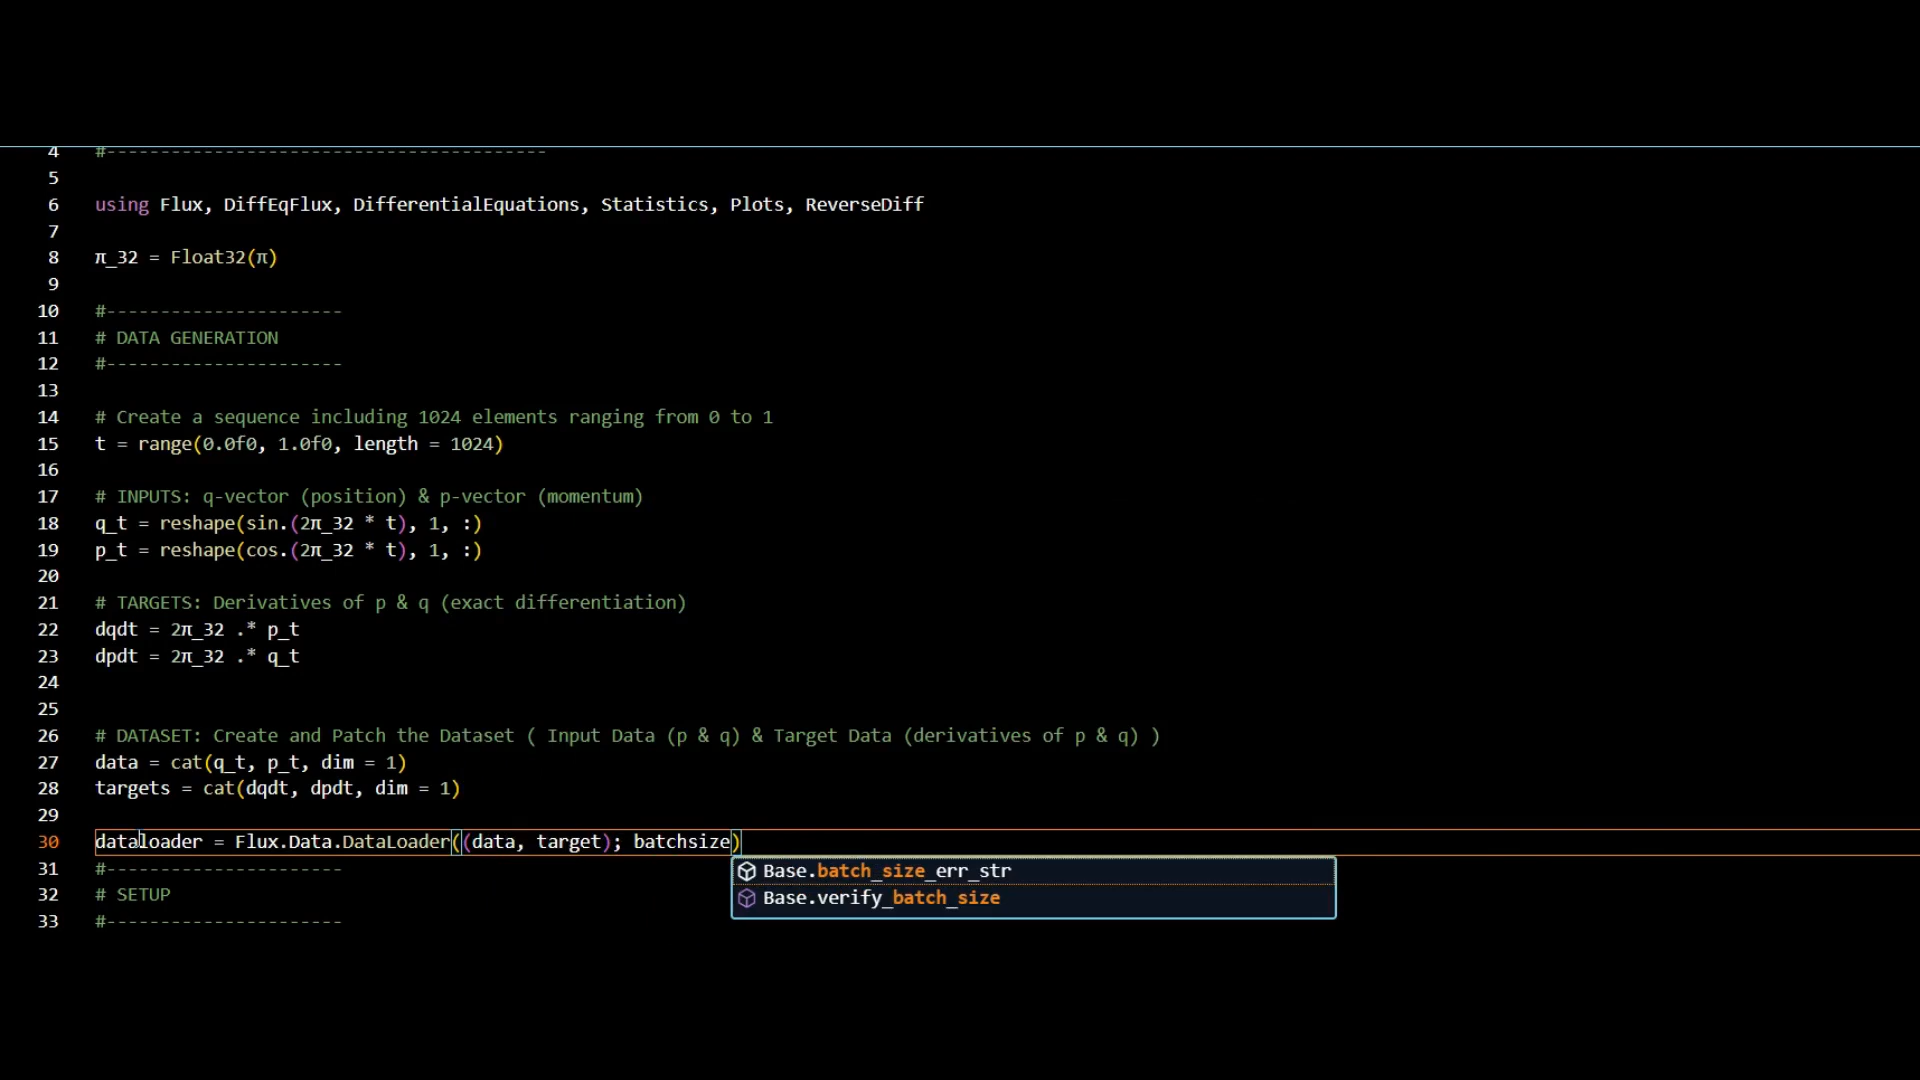 4 #-----------------------------------------
5
6 using Flux, DiffEqFlux, DifferentialEquations, Statistics, Plots, ReverseDiff
7
8 π_32 = Float32(π)
9
10 #----------------------
11 # DATA GENERATION
12 #----------------------
13
14 # Create a sequence including 1024 elements ranging from 0 to 1
15 t = range(0.0f0, 1.0f0, length = 1024)
16
17 # INPUTS: q-vector (position) & p-vector (momentum)
18 q_t = reshape(sin.(2π_32 * t), 1, :)
19 p_t = reshape(cos.(2π_32 * t), 1, :)
20
21 # TARGETS: Derivatives of p & q (exact differentiation)
22 dqdt = 2π_32 .* p_t
23 dpdt = 2π_32 .* q_t
24
25
26 # DATASET: Create and Patch the Dataset ( Input Data (p & q) & Target Data (derivatives of p & q) )
27 data = cat(q_t, p_t, dim = 1)
28 targets = cat(dqdt, dpdt, dim = 1)
29
30 dataloader = Flux.Data.DataLoader((data, target); batchsize)
31 #----------------------
Base.batch_size_err_str
32 # SETUP
Base.verify_batch_size
33 #----------------------